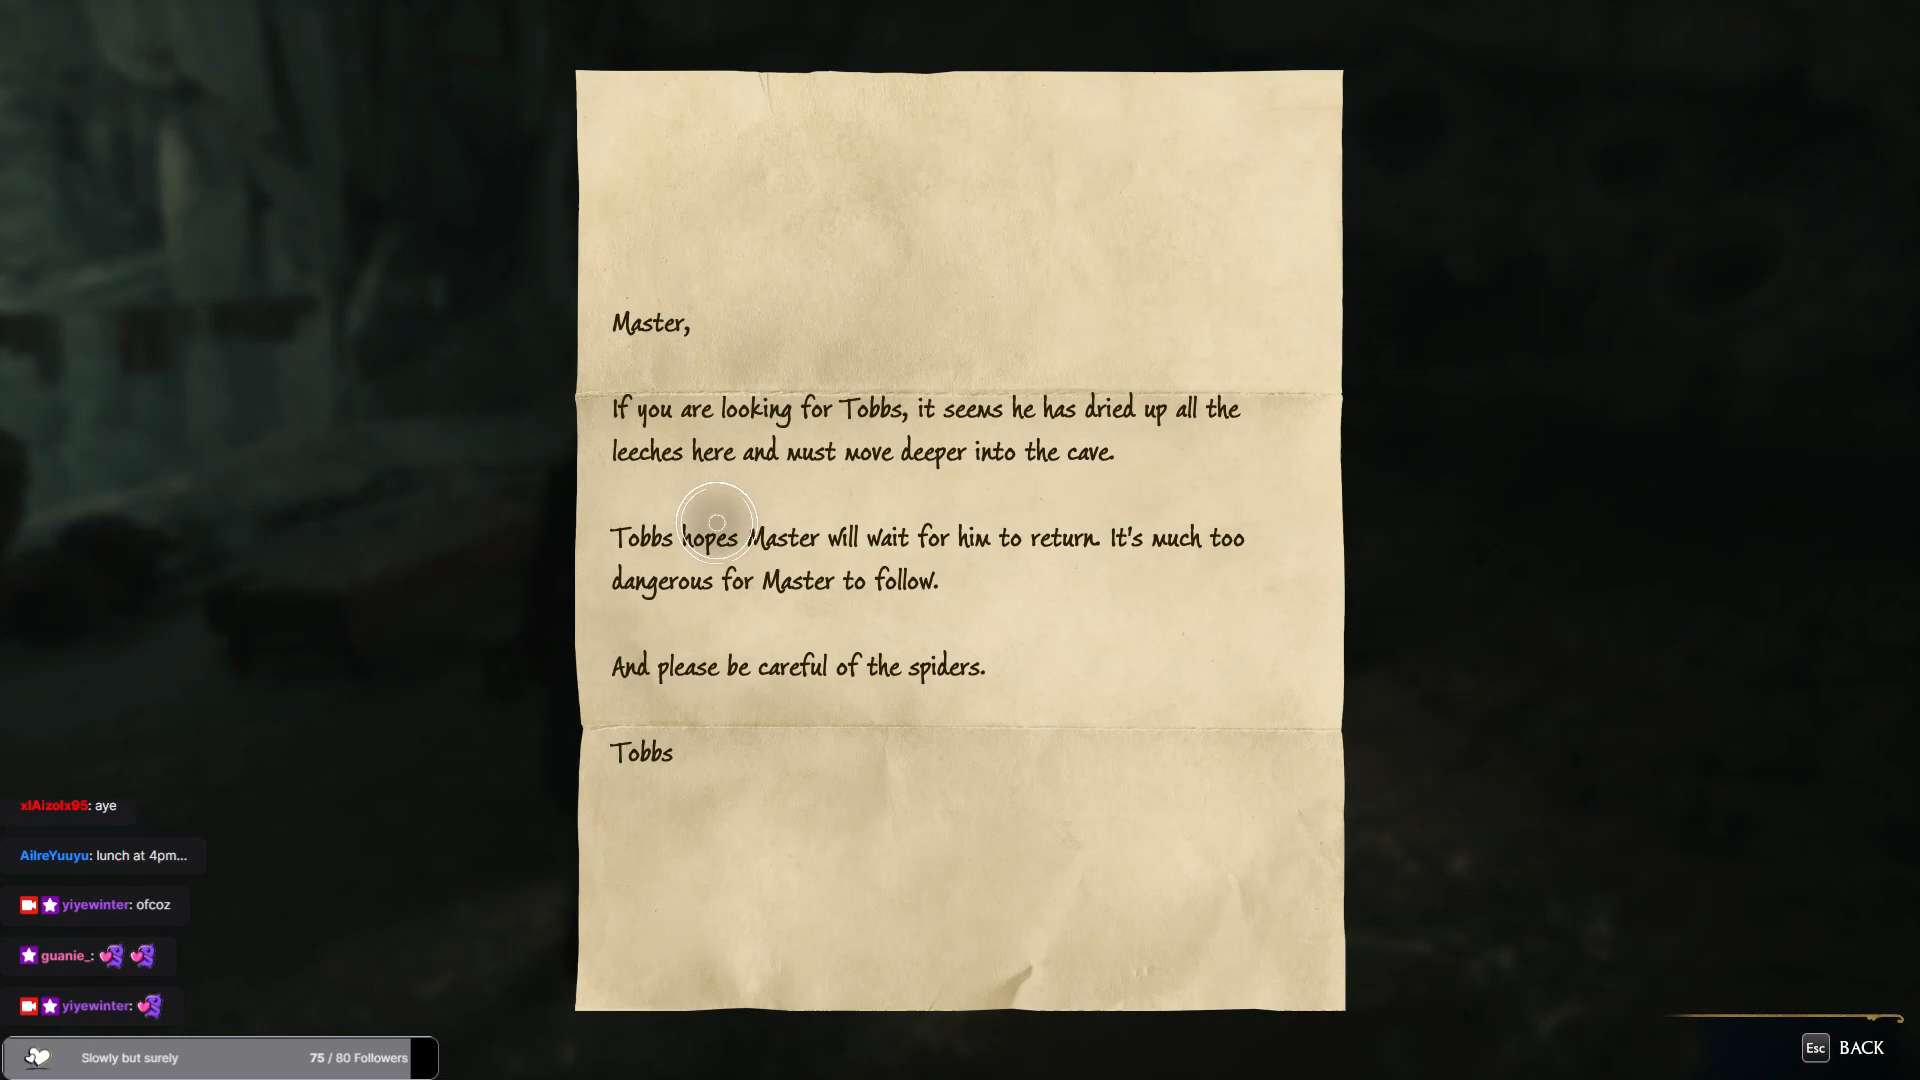 Master,
If you are looking for Tobbs, it seems he has dried up all the
leeches here and must move deeper into the cave.
Tobbs hopes Master will wait for him to return. It's much too
dangerous for Master to follow.
And please be careful of the spiders.
Tobbs
xIAizoIx95: aye
AilreYuuyu: lunch at 4pm...
yiyewinter: ofcoz
guanie_:
yiyewinter:
Slowly but surely 75 / 80 Followers
Esc BACK